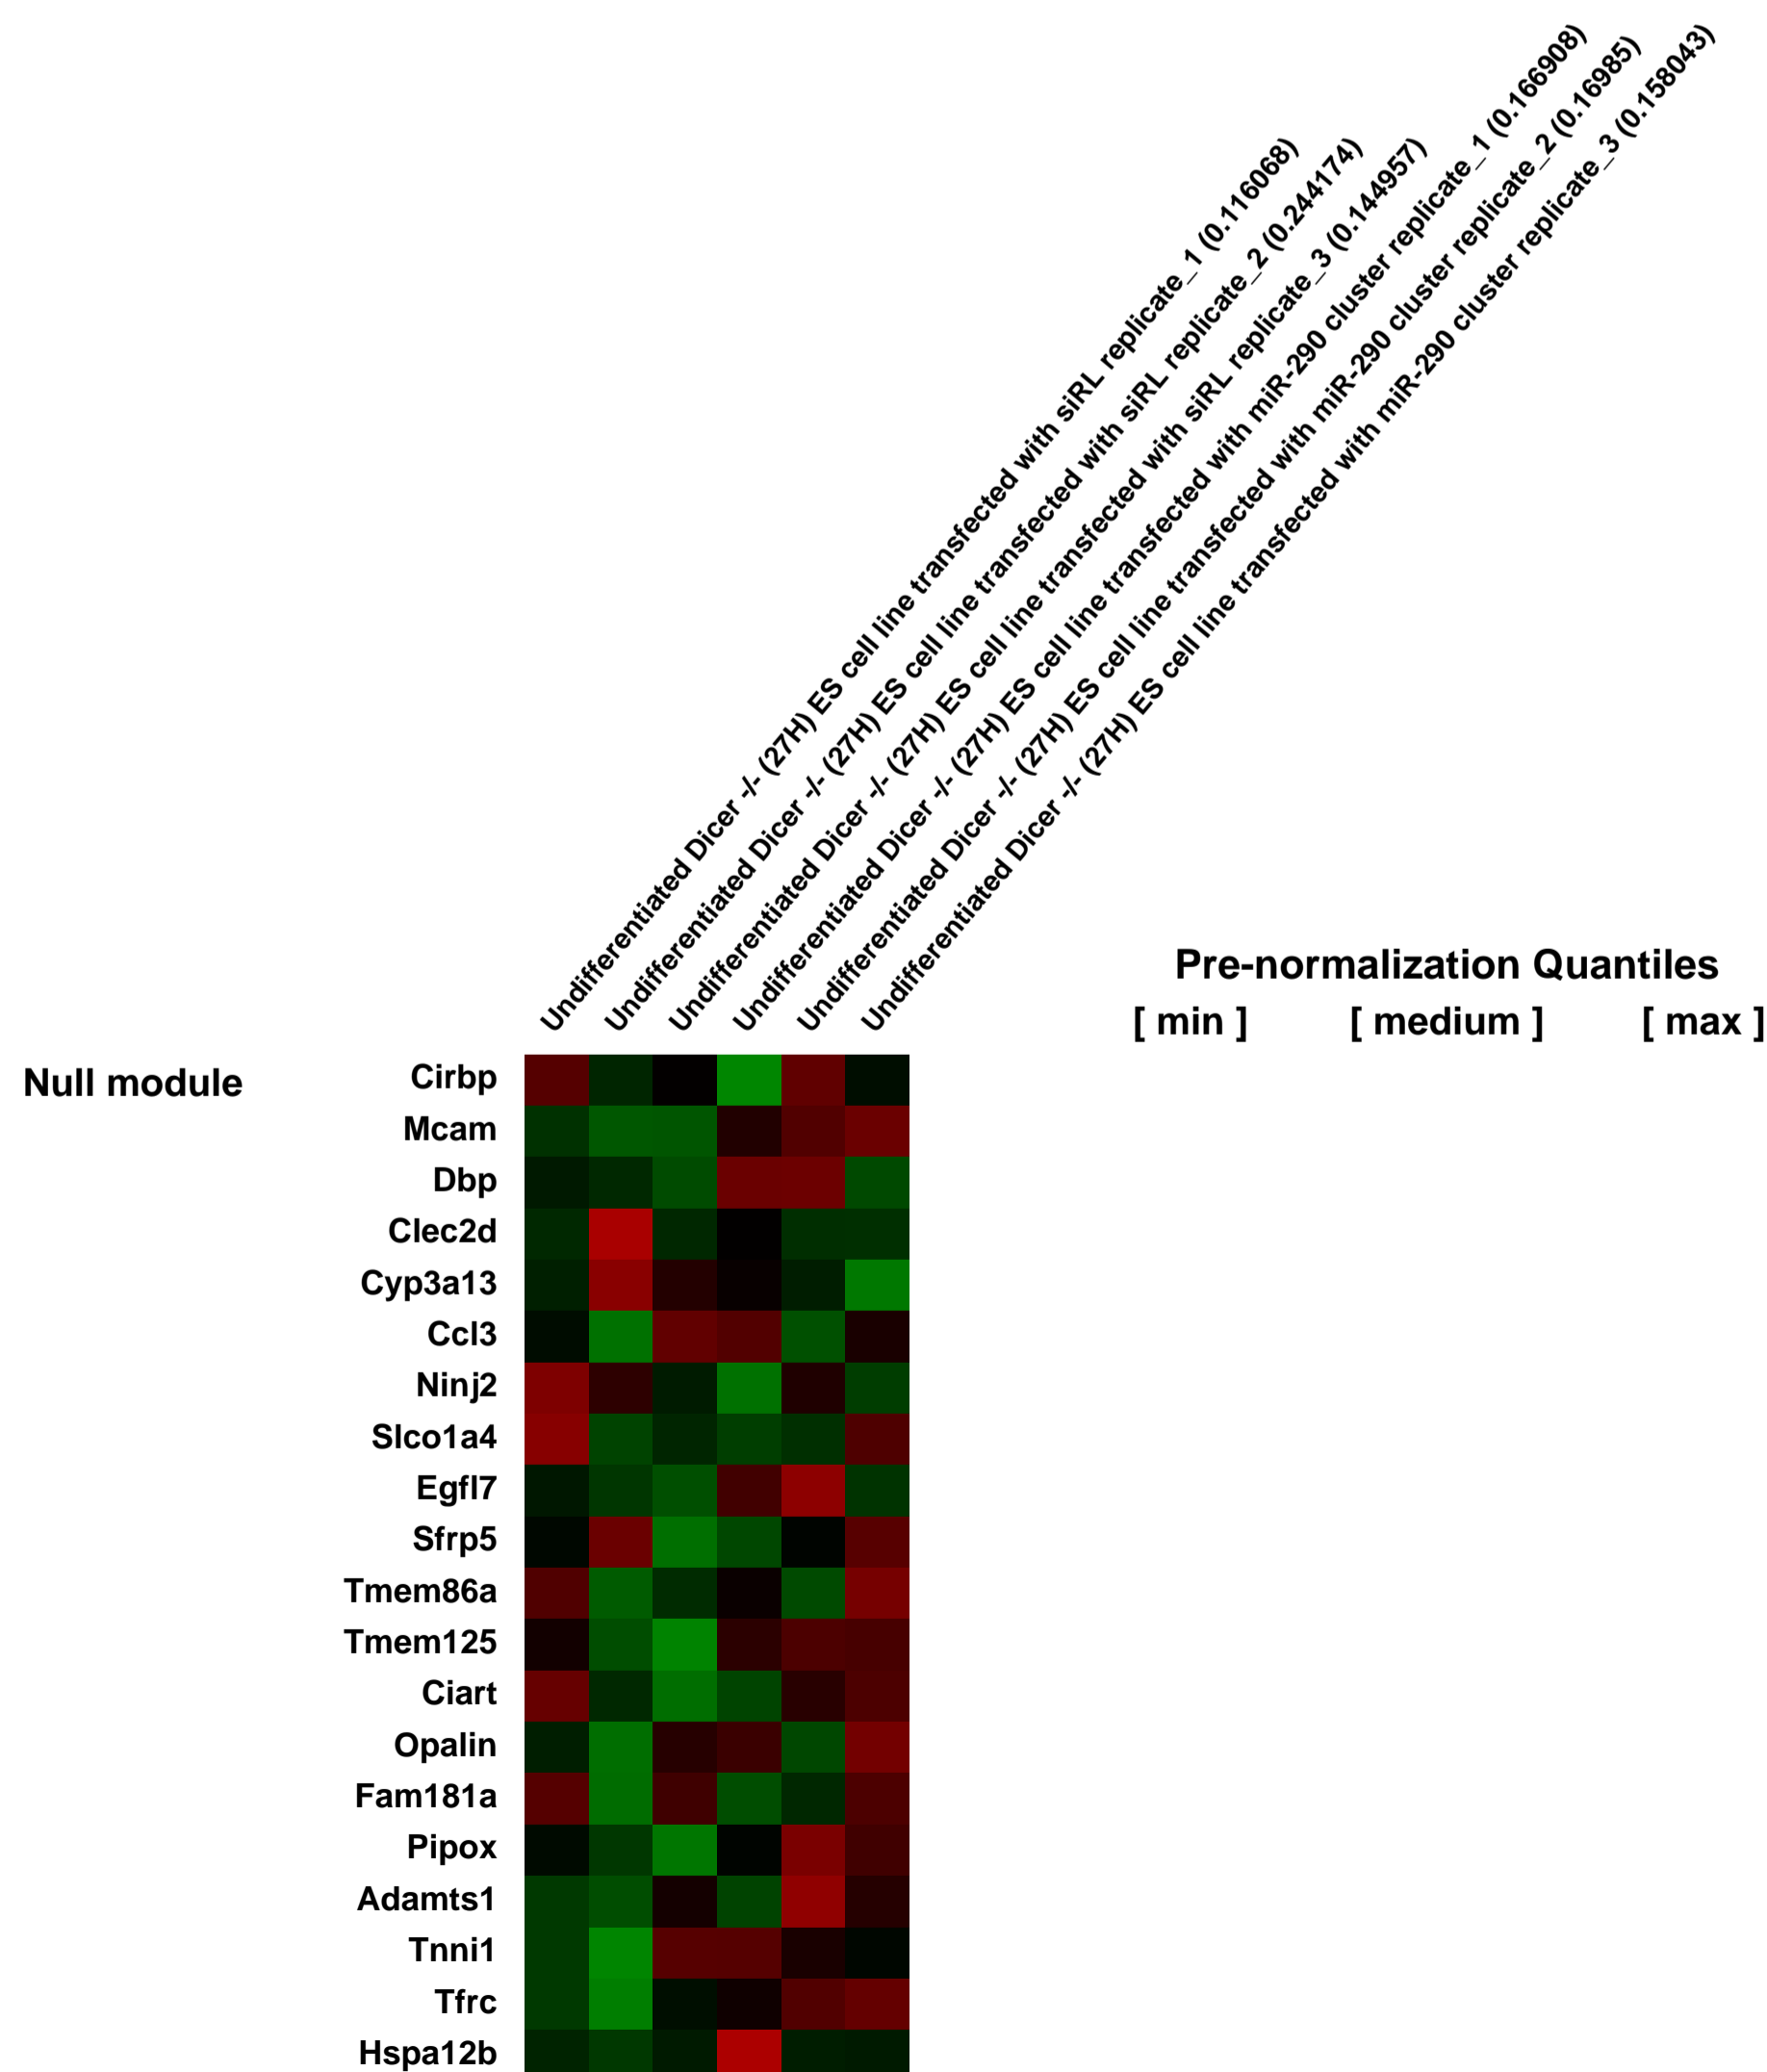 Undifferentiated Dicer -/- (27H) ES cell line transfected with siRL replicate_1 (0.116068)
Undifferentiated Dicer -/- (27H) ES cell line transfected with siRL replicate_2 (0.244174)
Undifferentiated Dicer -/- (27H) ES cell line transfected with siRL replicate_3 (0.144957)
Undifferentiated Dicer -/- (27H) ES cell line transfected with miR-290 cluster replicate_1 (0.166908)
Undifferentiated Dicer -/- (27H) ES cell line transfected with miR-290 cluster replicate_2 (0.16985)
Undifferentiated Dicer -/- (27H) ES cell line transfected with miR-290 cluster replicate_3 (0.158043)
Pre-normalization Quantiles
[ min ] [ medium ] [ max ]
Null module
Cirbp
Mcam
Dbp
Clec2d
Cyp3a13
Ccl3
Ninj2
Slco1a4
Egfl7
Sfrp5
Tmem86a
Tmem125
Ciart
Opalin
Fam181a
Pipox
Adamts1
Tnni1
Tfrc
Hspa12b